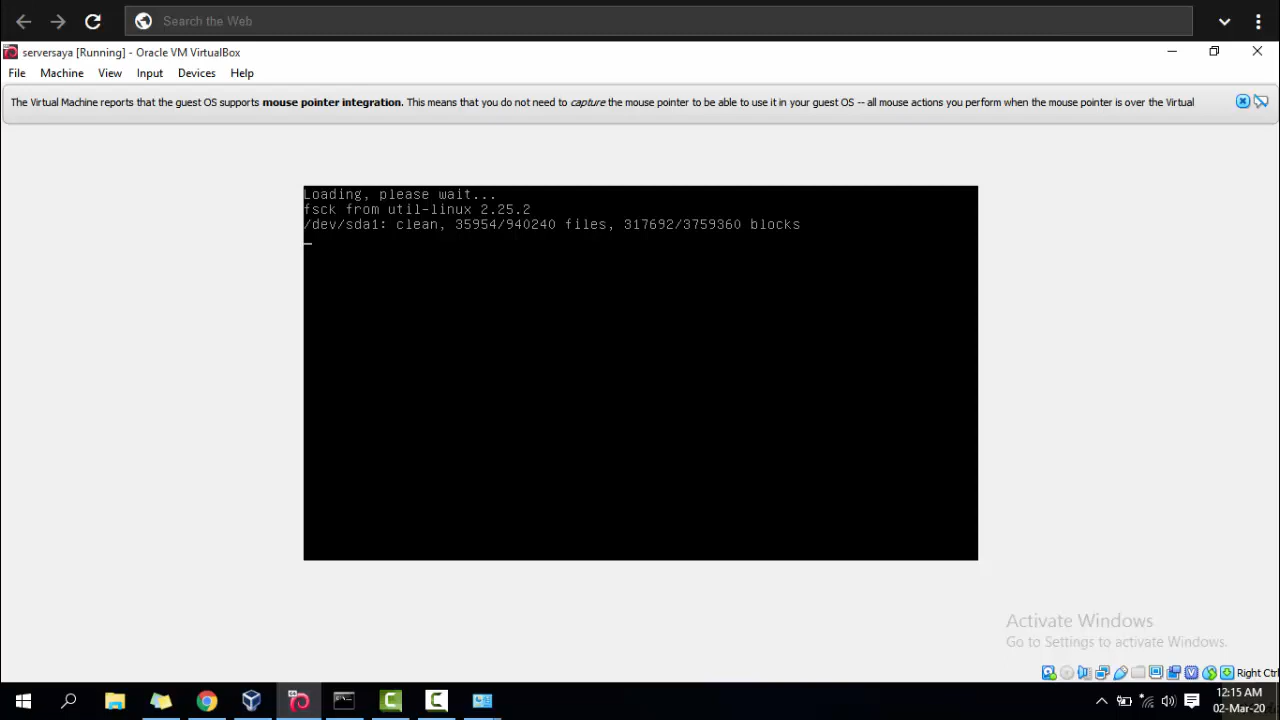 Search the Web
serversaya [Running] - Oracle VM VirtualBox
File Machine View Input Devices Help
The Virtual Machine reports that the guest OS supports mouse pointer integration. This means that you do not need to capture the mouse pointer to be able to use it in your guest OS -- all mouse actions you perform when the mouse pointer is over the Virtual
Loading, please wait...
fsck from util-linux 2.25.2
/dev/sda1: clean, 35954/940240 files, 317692/3759360 blocks
Activate Windows
Go to Settings to activate Windows.
Right Ctrl
12:15 AM
02-Mar-20